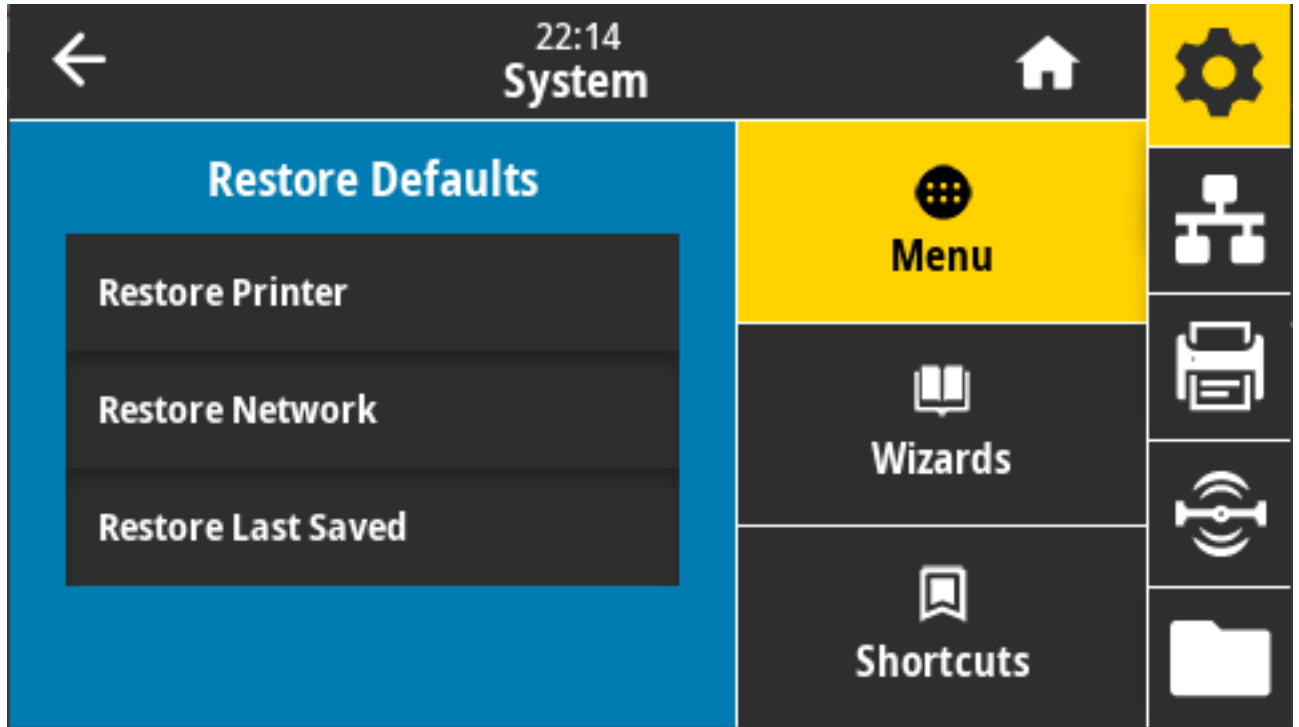 22:14
System
Restore Defaults
Restore Printer
Restore Network
Restore Last Saved
Menu
Wizards
Shortcuts